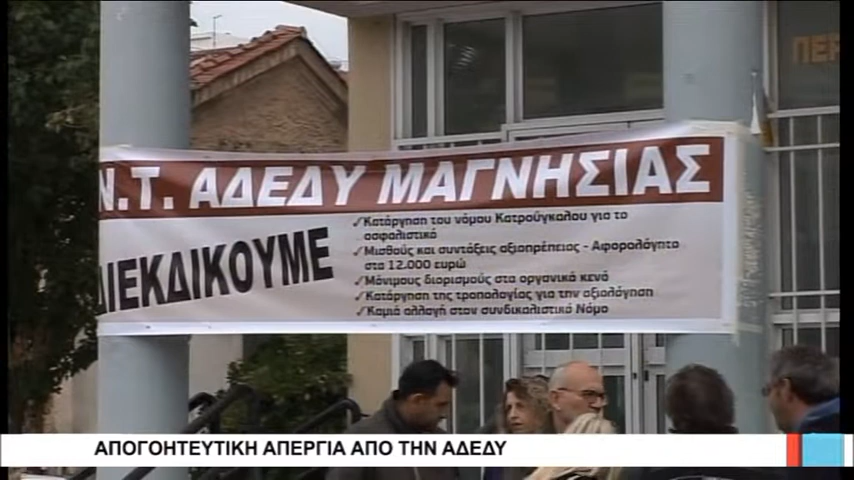 ΠΕΡ
Ν.Τ. ΑΔΕΔΥ ΜΑΓΝΗΣΙΑΣ
ΔΙΕΚΔΙΚΟΥΜΕ
✓Κατάργηση του νόμου Κατρούγκαλου για το
ασφαλιστικό
✓Μισθούς και συντάξεις αξιοπρέπειας - Αφορολόγητο
στα 12.000 ευρώ
✓Μόνιμους διορισμούς στα οργανικά κενά
✓Κατάργηση της τροπολογίας για την αξιολόγηση
✓Καμιά αλλαγή στον συνδικαλιστικό Νόμο
ΑΠΟΓΟΗΤΕΥΤΙΚΗ ΑΠΕΡΓΙΑ ΑΠΟ ΤΗΝ ΑΔΕΔΥ